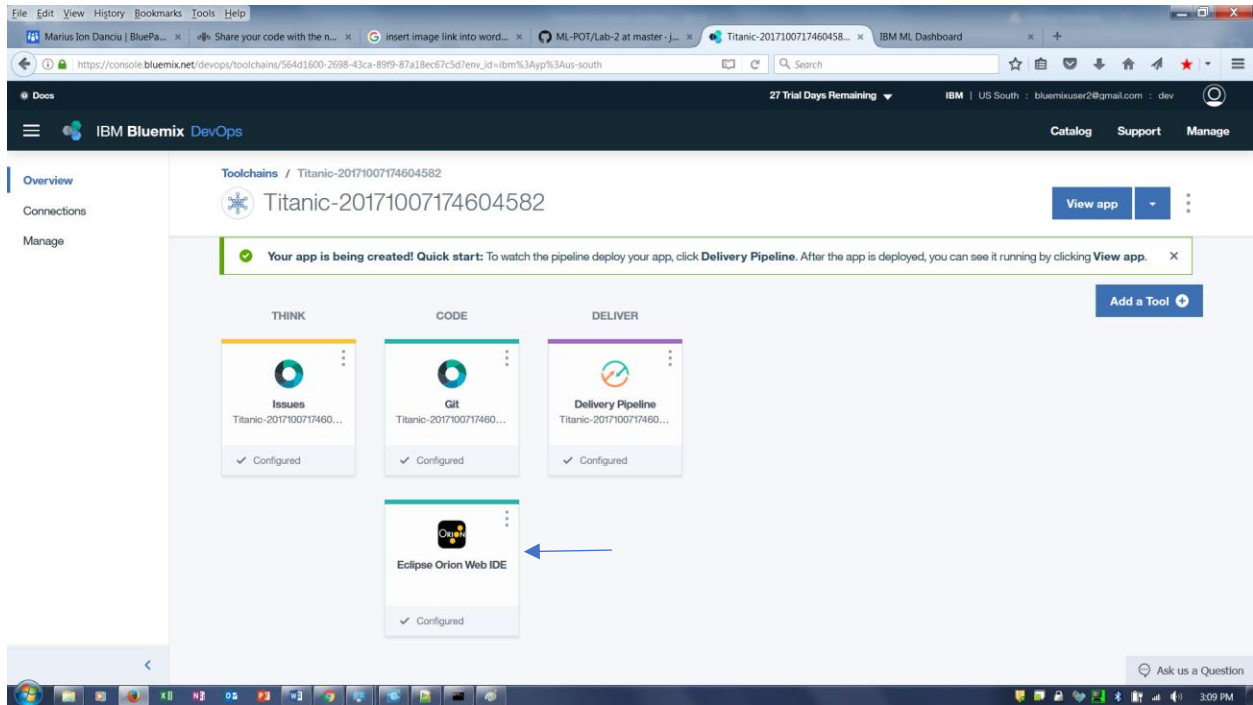 File Edit View History Bookmarks Tools Help
Marius Ion Danciu | BluePa... × Share your code with the n... × insert image link into word... × ML-POT/Lab-2 at master · j... × Titanic-2017100717460458... × IBM ML Dashboard × +
https://console.bluemix.net/devops/toolchains/564d1600-2698-43ca-89f9-87a18ec67c5d?env_id=ibm%3Ayp%3Aus-south Search
Docs 27 Trial Days Remaining IBM | US South : bluemixuser2@gmail.com : dev
IBM Bluemix DevOps Catalog Support Manage
Overview
Connections
Manage
Toolchains / Titanic-20171007174604582
Titanic-20171007174604582 View app
Your app is being created! Quick start: To watch the pipeline deploy your app, click Delivery Pipeline. After the app is deployed, you can see it running by clicking View app. ×
Add a Tool
THINK CODE DELIVER
Issues Git Delivery Pipeline
Titanic-2017100717460... Titanic-2017100717460... Titanic-2017100717460...
Configured Configured Configured
ORION
Eclipse Orion Web IDE
Configured
Ask us a Question
3:09 PM